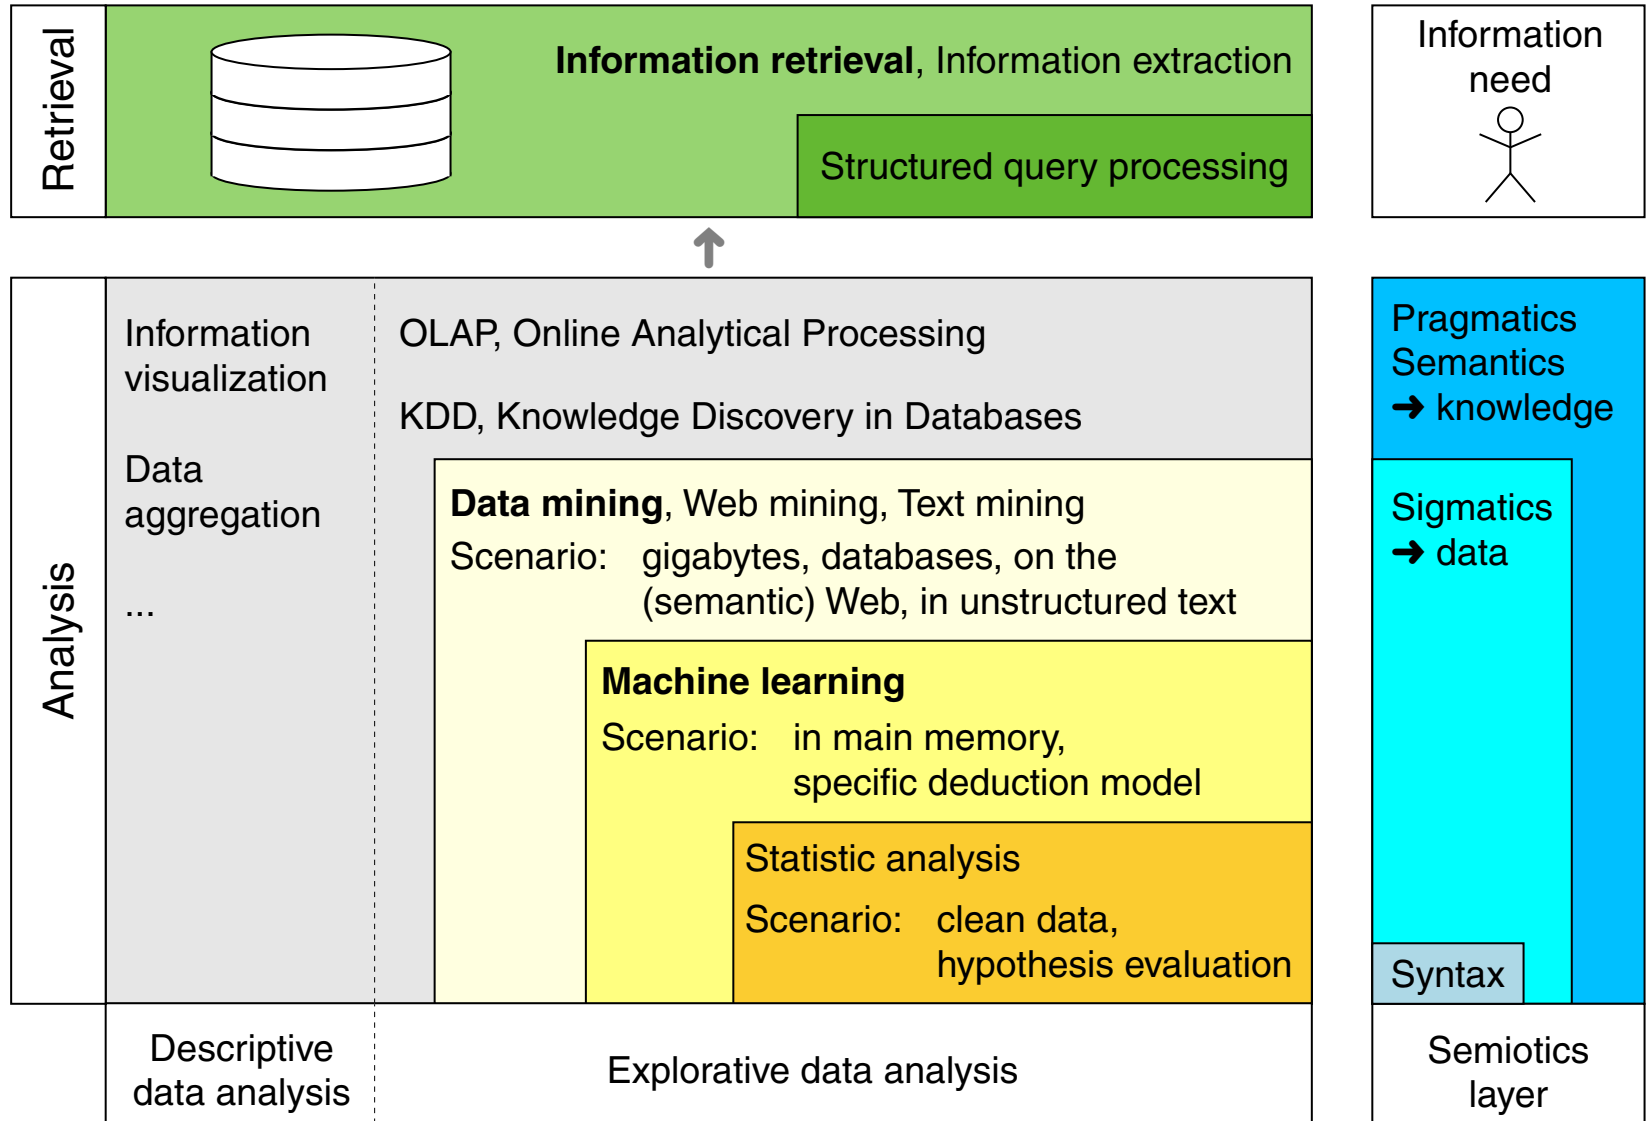 Retrieval
Information retrieval, Information extraction
Structured query processing
Information
need
Analysis
Information
visualization
Data
aggregation
...
OLAP, Online Analytical Processing
KDD, Knowledge Discovery in Databases
Data mining, Web mining, Text mining
Scenario: gigabytes, databases, on the
(semantic) Web, in unstructured text
Machine learning
Scenario: in main memory,
specific deduction model
Statistic analysis
Scenario: clean data,
hypothesis evaluation
Pragmatics
Semantics
➜ knowledge
Sigmatics
➜ data
Syntax
Descriptive
data analysis
Explorative data analysis
Semiotics
layer